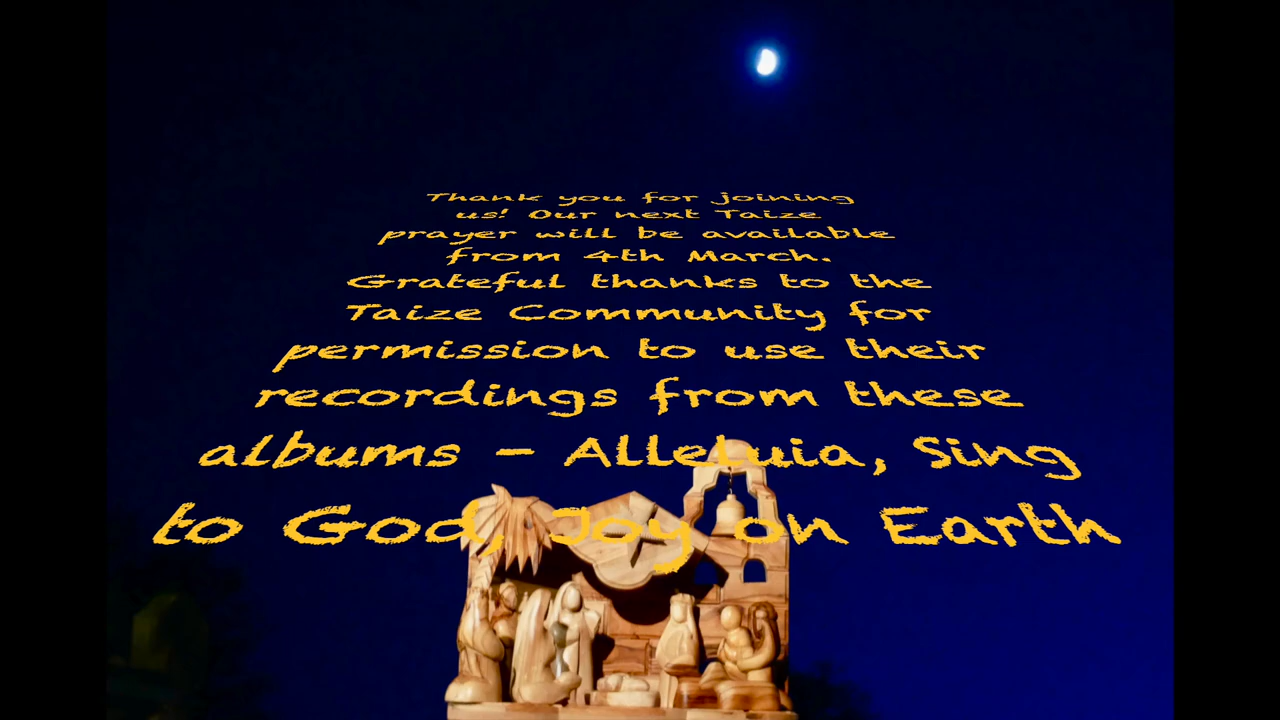 Thank you for joining
us! Our next Taize
prayer will be available
from 4th March.
Grateful thanks to the
Taize Community for
permission to use their
recordings from these
albums - Alleluia, Sing
to God, Joy on Earth